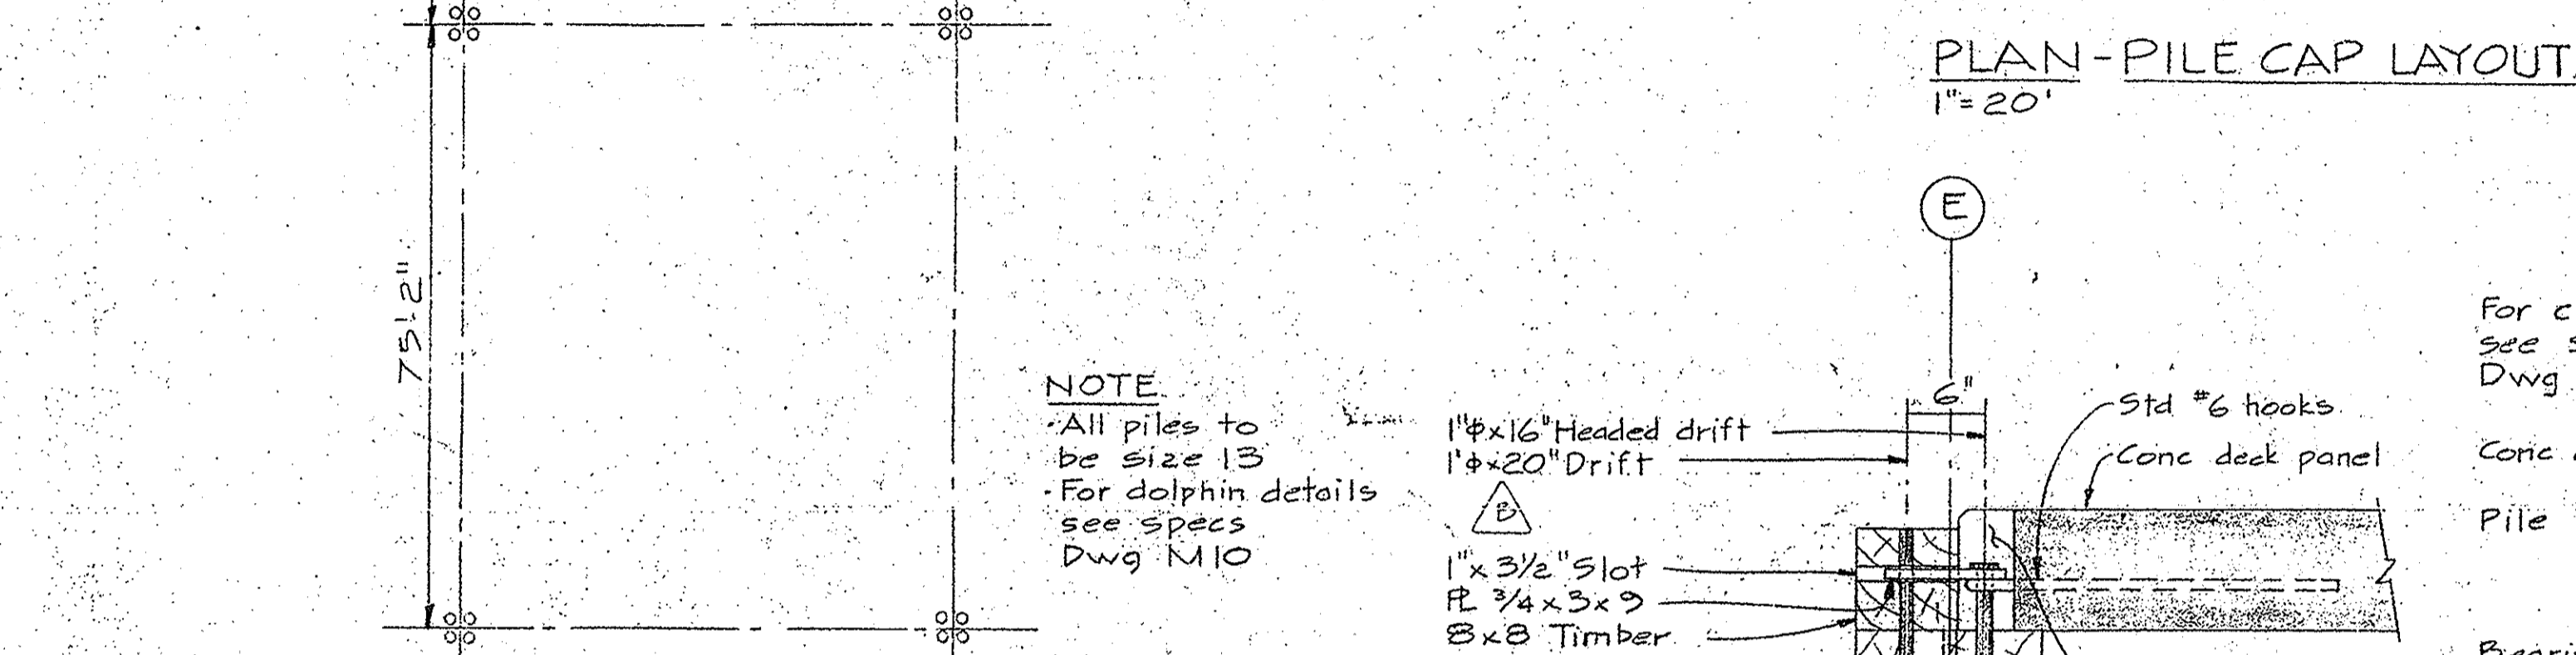 PLAN-PILE CAP LAYOUT
1"=20'
E
75'-2"
NOTE
·All piles to
be size 13
·For dolphin details
see specs
Dwg M10
6"
1"φx16" Headed drift
1"φx20" Drift
B
1"x 3½" Slot
PL ¾x3x9
8x8 Timber
Std #6 hooks
Conc deck panel
For c
see s
Dwg
Conc
Pile